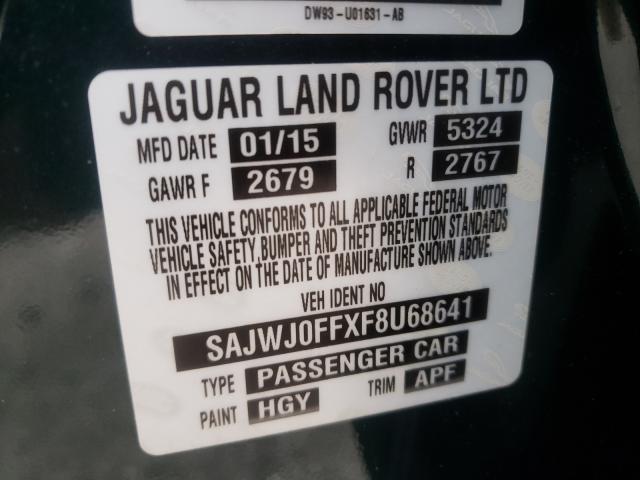 DW93-U01631-AB
JAGUAR LAND ROVER LTD
MFD DATE 01/15 GVWR 5324
GAWR F 2679 R 2767
THIS VEHICLE CONFORMS TO ALL APPLICABLE FEDERAL MOTOR
VEHICLE SAFETY, BUMPER AND THEFT PREVENTION STANDARDS
IN EFFECT ON THE DATE OF MANUFACTURE SHOWN ABOVE.
VEH IDENT NO
SAJWJ0FFXF8U68641
TYPE PASSENGER CAR
PAINT HGY TRIM APF